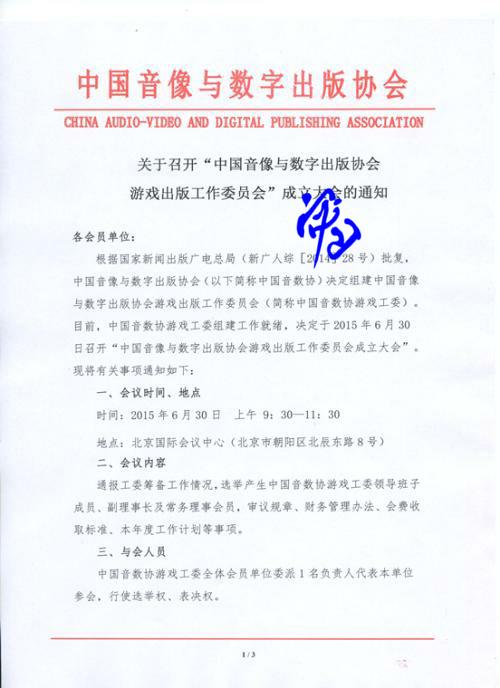 中国音像与数字出版协会
CHINA AUDIO-VIDEO AND DIGITAL PUBLISHING ASSOCIATION
关于召开“中国音像与数字出版协会
游戏出版工作委员会”成立大会的通知
各会员单位：
根据国家新闻出版广电总局（新广人综［2014］28号）批复，
中国音像与数字出版协会（以下简称中国音数协）决定组建中国音像
与数字出版协会游戏出版工作委员会（简称中国音数协游戏工委）。
目前，中国音数协游戏工委组建工作就绪，决定于2015年6月30
日召开“中国音像与数字出版协会游戏出版工作委员会成立大会”。
现将有关事项通知如下：
一、会议时间、地点
时间：2015年6月30日 上午9：30—11：30
地点：北京国际会议中心（北京市朝阳区北辰东路8号）
二、会议内容
通报工委筹备工作情况，选举产生中国音数协游戏工委领导班子
成员、副理事长及常务理事会员，审议规章、财务管理办法、会费收
取标准、本年度工作计划等事项。
三、与会人员
中国音数协游戏工委全体会员单位委派1名负责人代表本单位
参会，行使选举权、表决权。
1/3